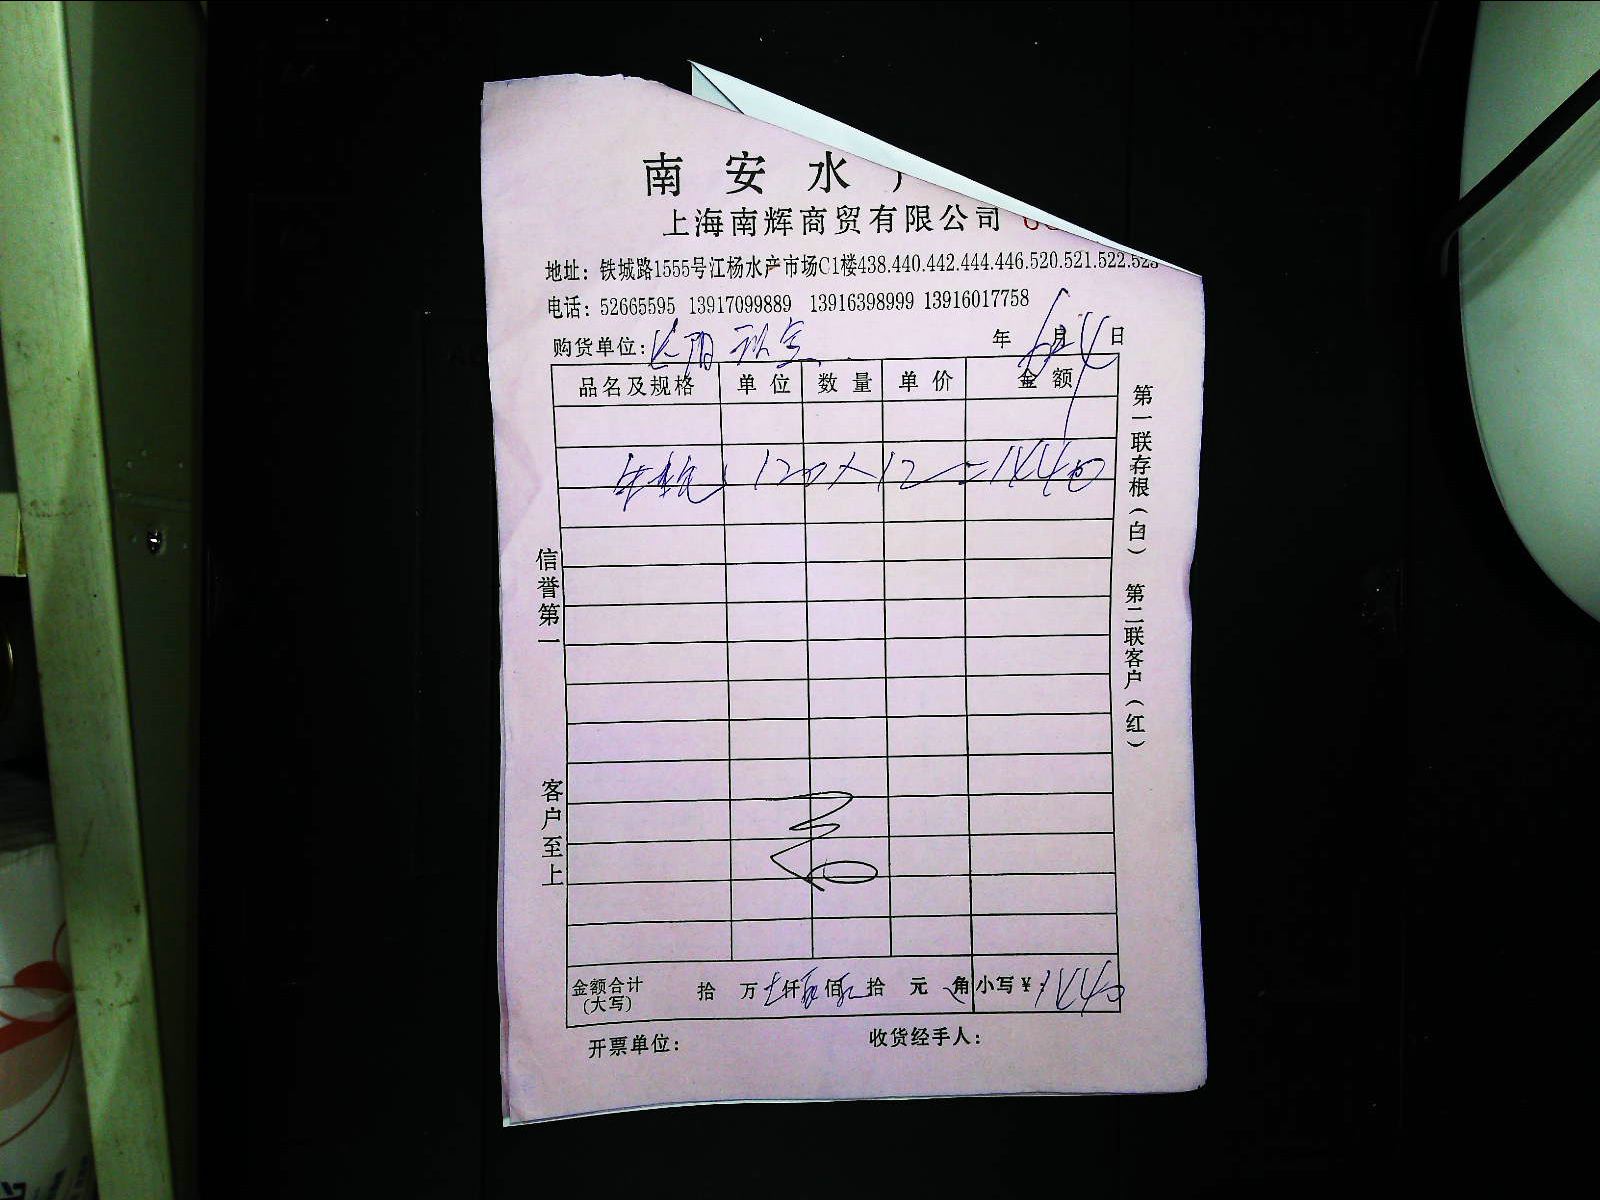 南 安 水
上海南辉商贸有限公司
地址：铁城路1555号江杨水产市场C1楼438.440.442.444.446.520.521.522.523
电话：52665595 13917099889 13916398999 13916017758
购货单位： 年 月 日
品名及规格 单位 数量 单价 金额
120×12=1440
信誉第一
客户至上
第一联存根（白） 第二联客户（红）
金额合计(大写) 拾 万 仟 佰 拾 元 角 小写￥：1440
开票单位： 收货经手人：